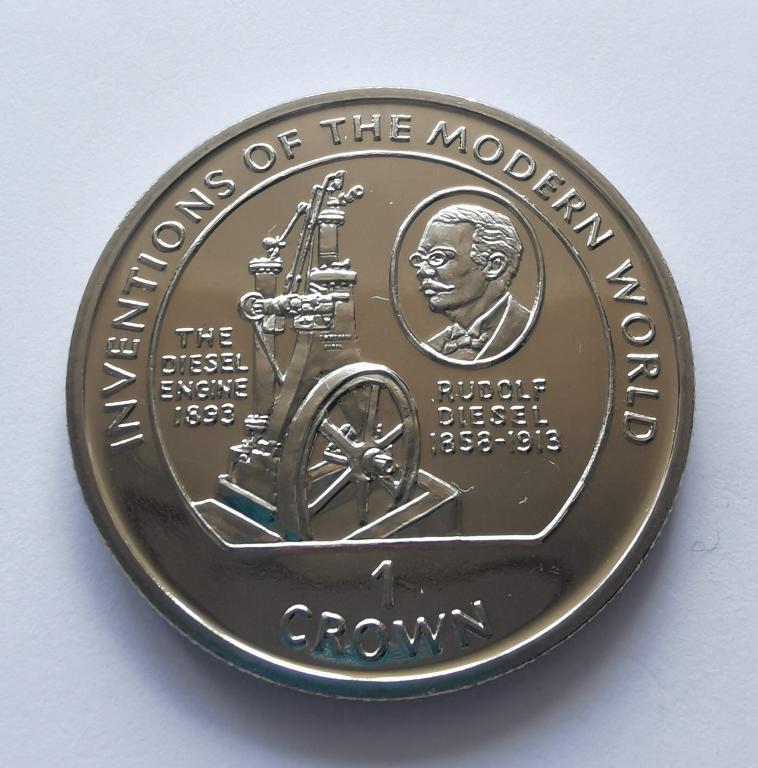 INVENTIONS OF THE MODERN WORLD
THE
DIESEL
ENGINE
1893
RUDOLF
DIESEL
1858-1913
1
CROWN